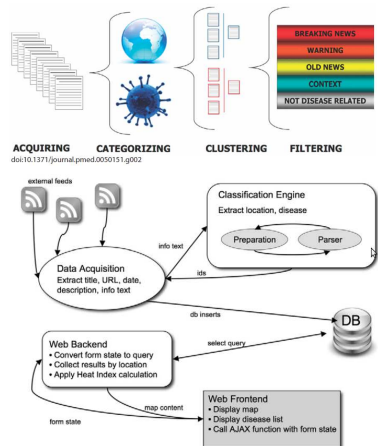 BREAKING NEWS
WARNING
OLD NEWS
CONTEXT
NOT DISEASE RELATED
ACQUIRING CATEGORIZING CLUSTERING FILTERING
doi:10.1371/journal.pmed.0050151.g002
external feeds
Classification Engine
Extract location, disease
Preparation
Parser
info text
ids
Data Acquisition
Extract title, URL, date,
description, info text
db inserts
DB
select query
Web Backend
• Convert form state to query
• Collect results by location
• Apply Heat Index calculation
map content
form state
Web Frontend
• Display map
• Display disease list
• Call AJAX function with form state